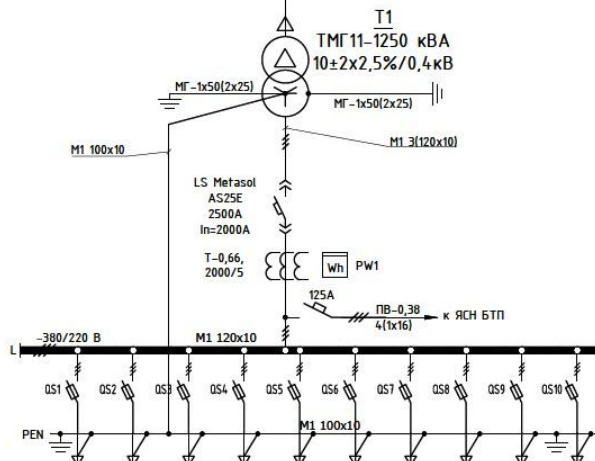 T1
ТМГ11-1250 кВА
10±2х2,5%/0,4кВ
МГ-1х50(2х25)
МГ-1х50(2х25)
М1 100х10
М1 3(120х10)
LS Metasol
AS25E
2500A
In=2000A
Т-0,66,
2000/5
Wh PW1
125А
ПВ-0,38
4(1х16)
к ЯСН БТП
~380/220 В
М1 120х10
L
QS1 QS2 QS3 QS4 QS5 QS6 QS7 QS8 QS9 QS10
PEN
М1 100х10